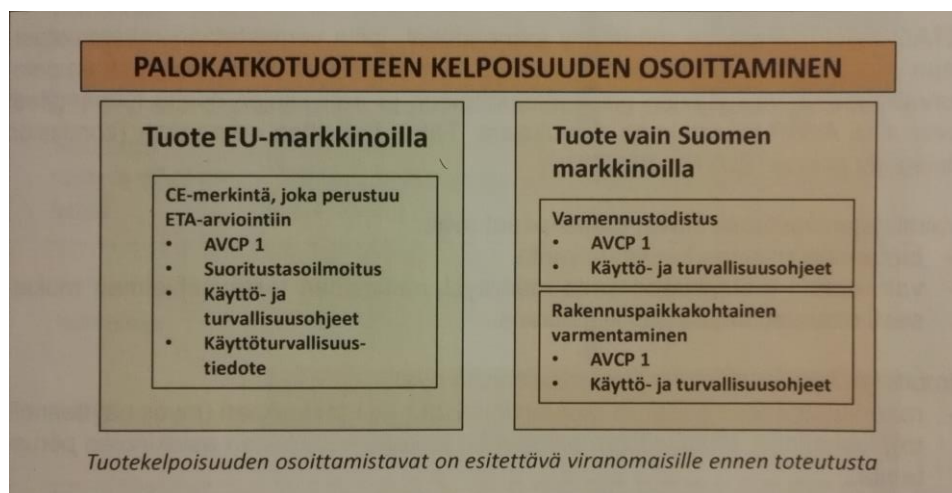 PALOKATKOTUOTTEEN KELPOISUUDEN OSOITTAMINEN
Tuote EU-markkinoilla
CE-merkintä, joka perustuu
ETA-arviointiin
• AVCP 1
• Suoritustasoilmoitus
• Käyttö- ja
turvallisuusohjeet
• Käyttöturvallisuus-
tiedote
Tuote vain Suomen
markkinoilla
Varmennustodistus
• AVCP 1
• Käyttö- ja turvallisuusohjeet
Rakennuspaikkakohtainen
varmentaminen
• AVCP 1
• Käyttö- ja turvallisuusohjeet
Tuotekelpoisuuden osoittamistavat on esitettävä viranomaisille ennen toteutusta